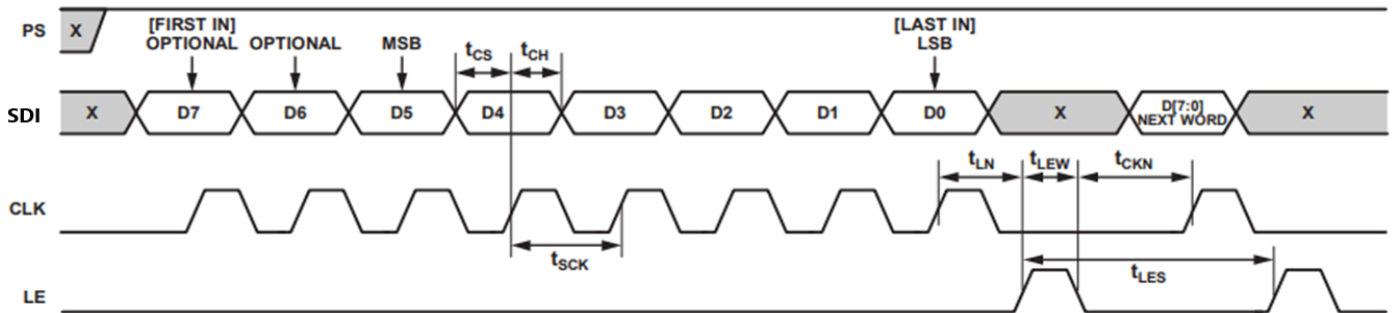 PS X
[FIRST IN] [LAST IN]
OPTIONAL OPTIONAL MSB tCS tCH LSB
SDI X D7 D6 D5 D4 D3 D2 D1 D0 X D[7:0] X
NEXT WORD
tLN tLEW tCKN
CLK
tSCK tLES
LE